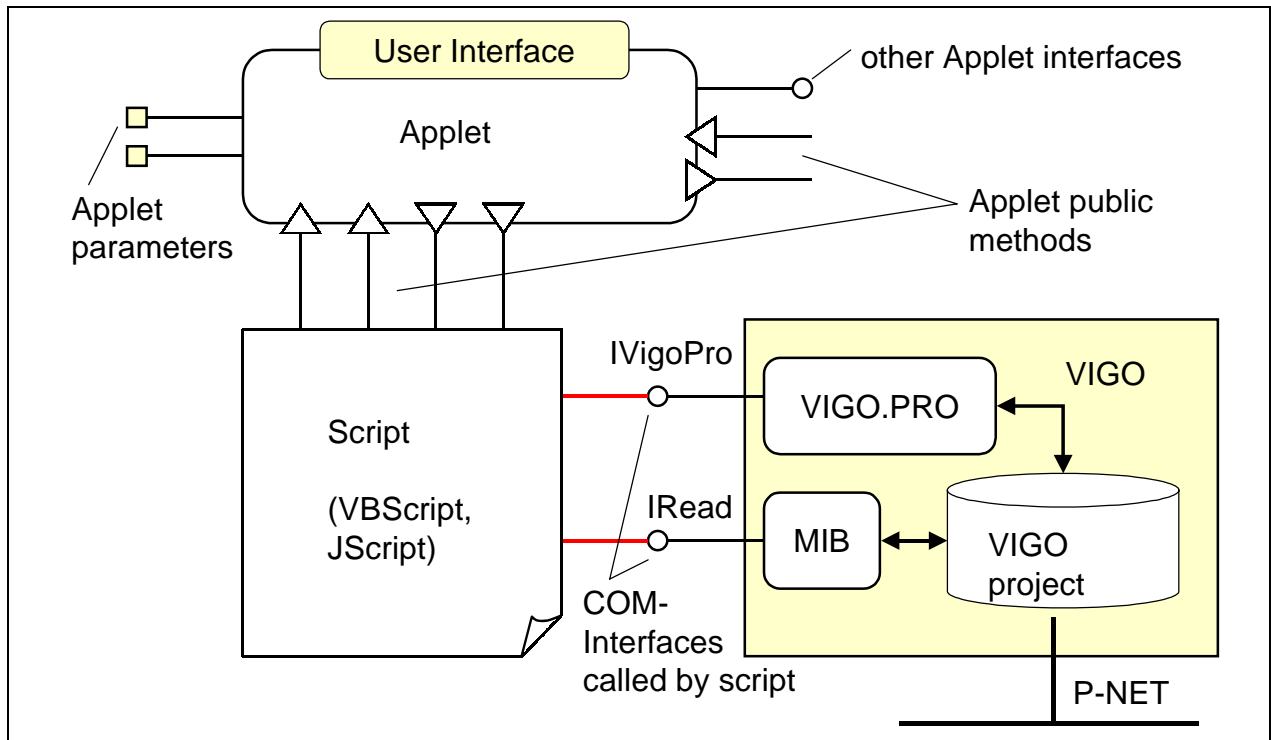 User Interface
other Applet interfaces
Applet
Applet
parameters
Applet public
methods
IVigoPro
VIGO
VIGO.PRO
Script
(VBScript,
JScript)
IRead
MIB
VIGO
project
COM-
Interfaces
called by script
P-NET